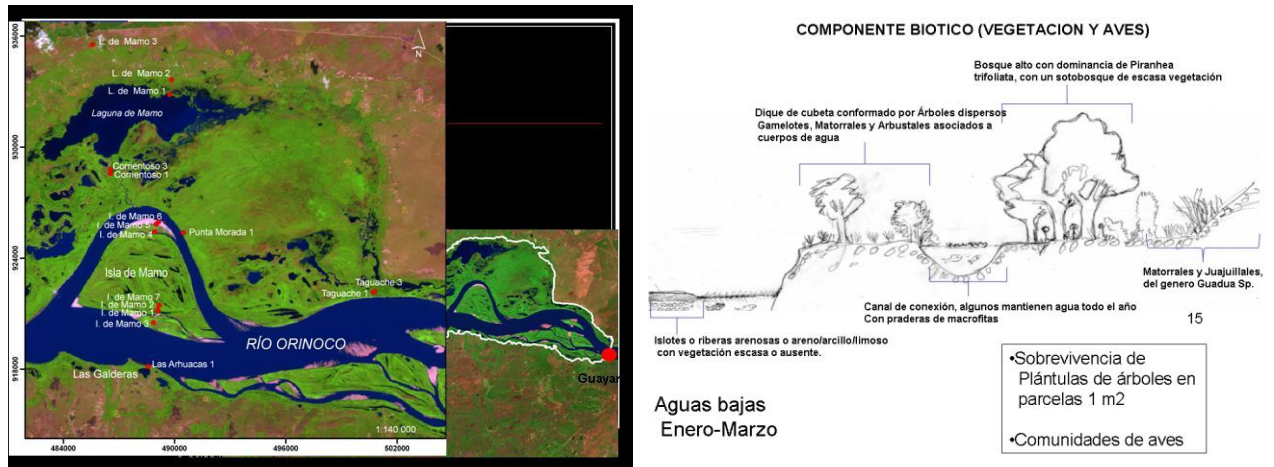 936000
930000
924000
918000
L. de Mamo 3
80
N
L. de Mamo 2
L. de Mamo 1
Laguna de Mamo
Corrientoso 3
Corrientoso 1
I. de Mamo 6
I. de Mamo 5
I. de Mamo 4
Punta Morada 1
Isla de Mamo
Taguache 3
Taguache 1
I. de Mamo 7
I. de Mamo 2
I. de Mamo 1
I. de Mamo 3
RÍO ORINOCO
Las Arhuacas 1
Las Galderas
1:140 000
484000
490000
496000
502000
Guayan
COMPONENTE BIOTICO (VEGETACION Y AVES)
Bosque alto con dominancia de Piranhea
trifoliata, con un sotobosque de escasa vegetación
Dique de cubeta conformado por Árboles dispersos
Gamelotes, Matorrales y Arbustales asociados a
cuerpos de agua
Matorrales y Juajuillales,
del genero Guadua Sp.
Canal de conexión, algunos mantienen agua todo el año
Con praderas de macrofitas
15
Islotes o riberas arenosas o areno/arcillo/limoso
con vegetación escasa o ausente.
Aguas bajas
Enero-Marzo
•Sobrevivencia de
Plántulas de árboles en
parcelas 1 m2
•Comunidades de aves